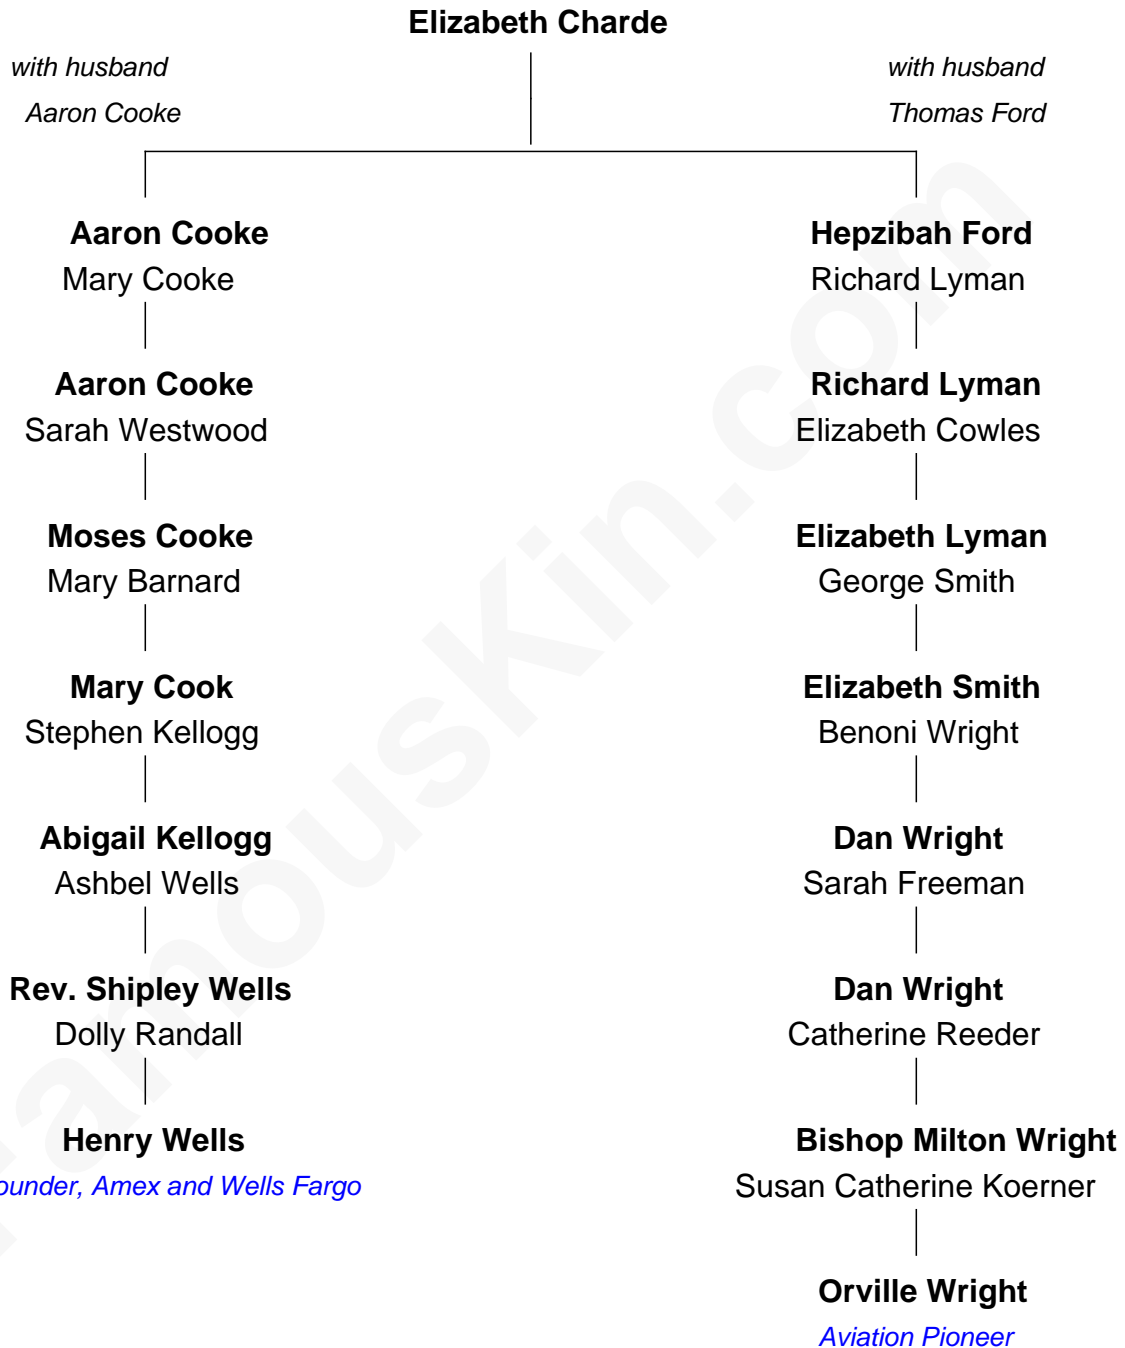 Elizabeth Charde
with husband
Aaron Cooke
with husband
Thomas Ford
Aaron Cooke
Mary Cooke
Hepzibah Ford
Richard Lyman
Aaron Cooke
Sarah Westwood
Richard Lyman
Elizabeth Cowles
Moses Cooke
Mary Barnard
Elizabeth Lyman
George Smith
Mary Cook
Stephen Kellogg
Elizabeth Smith
Benoni Wright
Abigail Kellogg
Ashbel Wells
Dan Wright
Sarah Freeman
Rev. Shipley Wells
Dolly Randall
Dan Wright
Catherine Reeder
Henry Wells
ounder, Amex and Wells Fargo
Bishop Milton Wright
Susan Catherine Koerner
Orville Wright
Aviation Pioneer
FamousKin.com